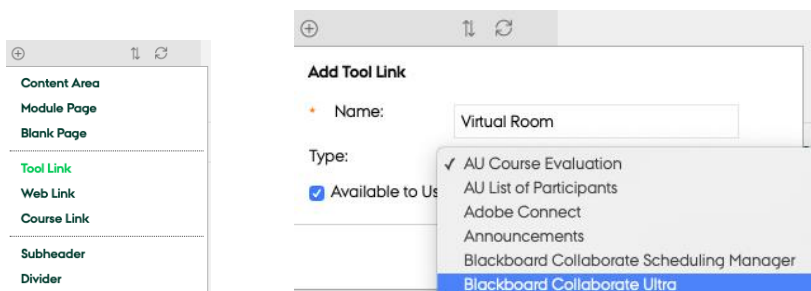 Content Area
Module Page
Blank Page
Tool Link
Web Link
Course Link
Subheader
Divider
Add Tool Link
* Name:
Virtual Room
Type:
✓ AU Course Evaluation
Available to Us
AU List of Participants
Adobe Connect
Announcements
Blackboard Collaborate Scheduling Manager
Blackboard Collaborate Ultra